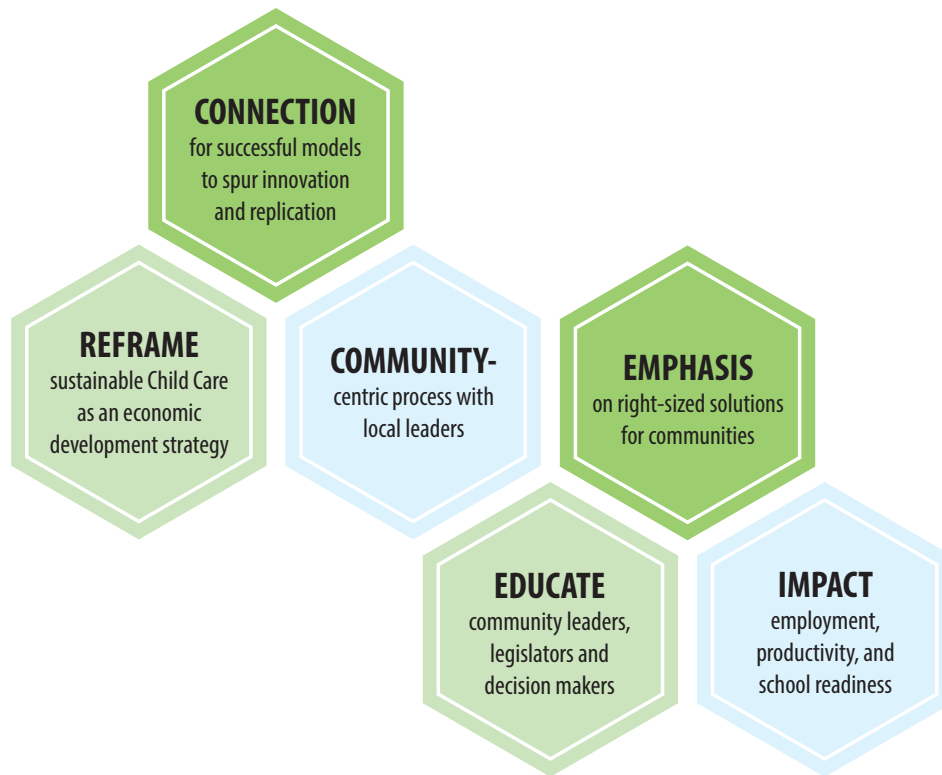 CONNECTION
for successful models
to spur innovation
and replication
REFRAME
sustainable Child Care
as an economic
development strategy
COMMUNITY-
centric process with
local leaders
EMPHASIS
on right-sized solutions
for communities
EDUCATE
community leaders,
legislators and
decision makers
IMPACT
employment,
productivity, and
school readiness